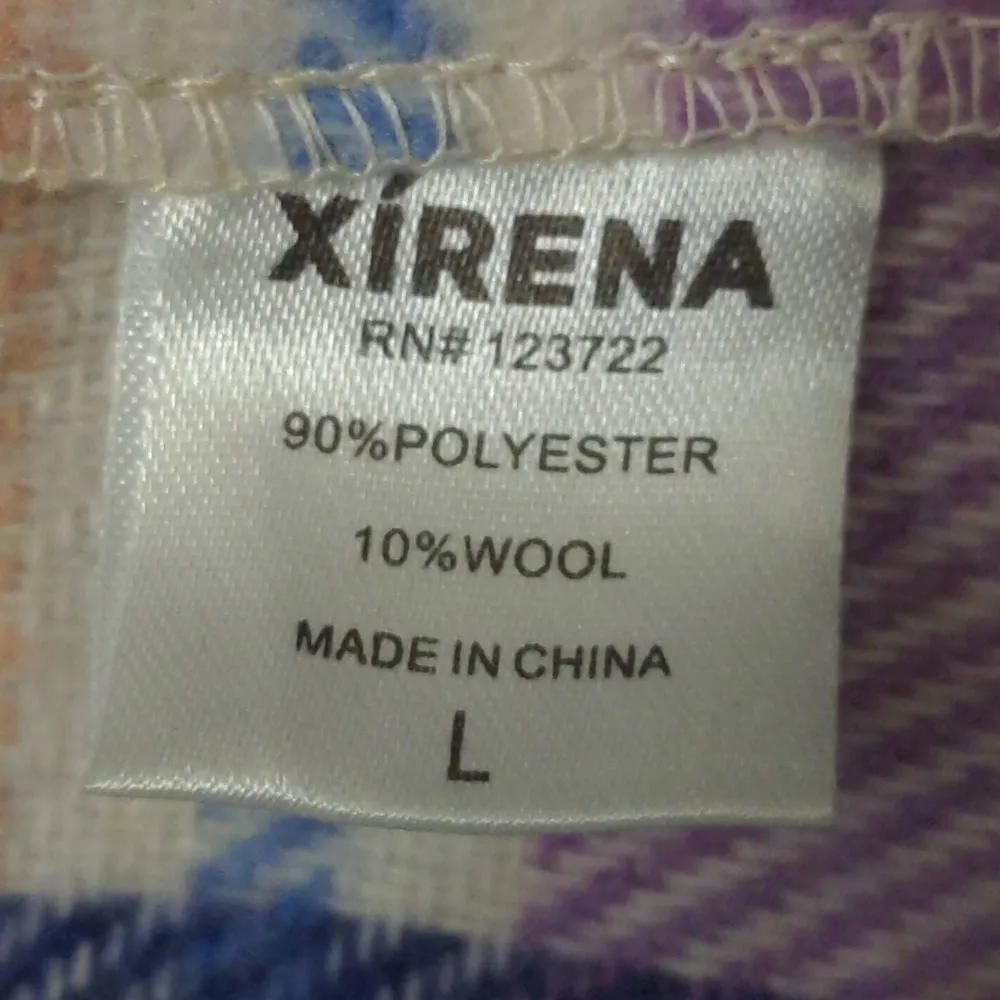 XÍRENA
RN# 123722
90%POLYESTER
10%WOOL
MADE IN CHINA
L